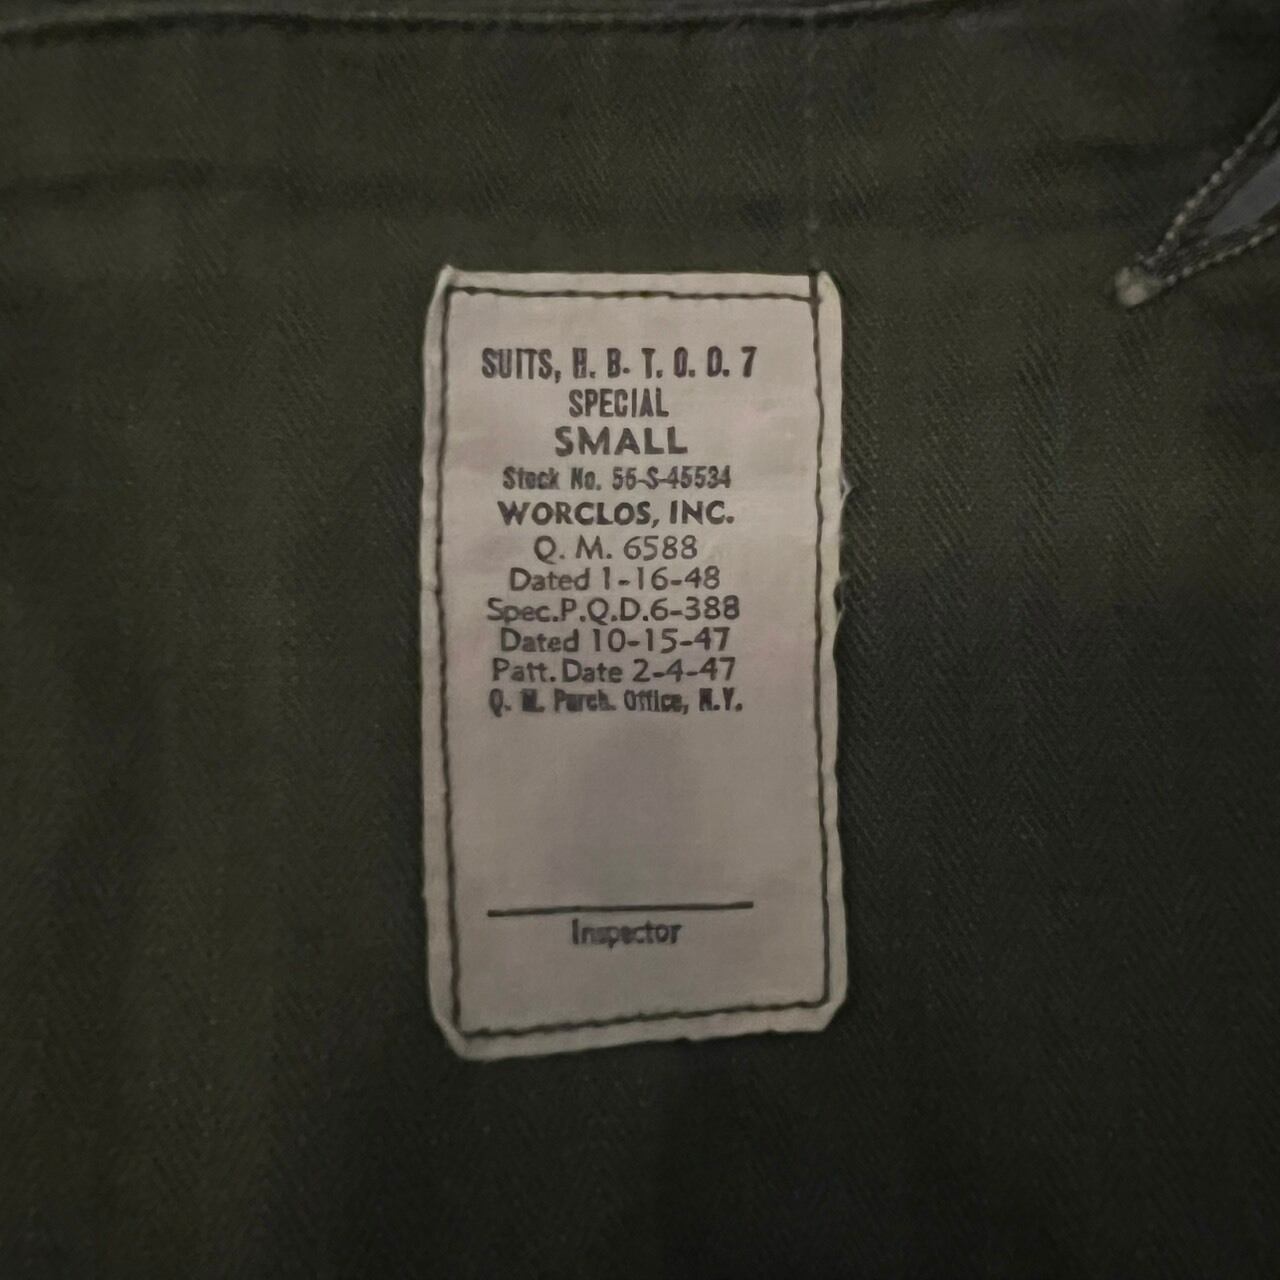 SUITS, H. B. T. O. D. 7
SPECIAL
SMALL
Stock No. 55-S-45534
WORCLOS, INC.
Q. M. 6588
Dated 1-16-48
Spec.P.Q.D.6-388
Dated 10-15-47
Patt. Date 2-4-47
Q. M. Purch. Office, N.Y.
Inspector